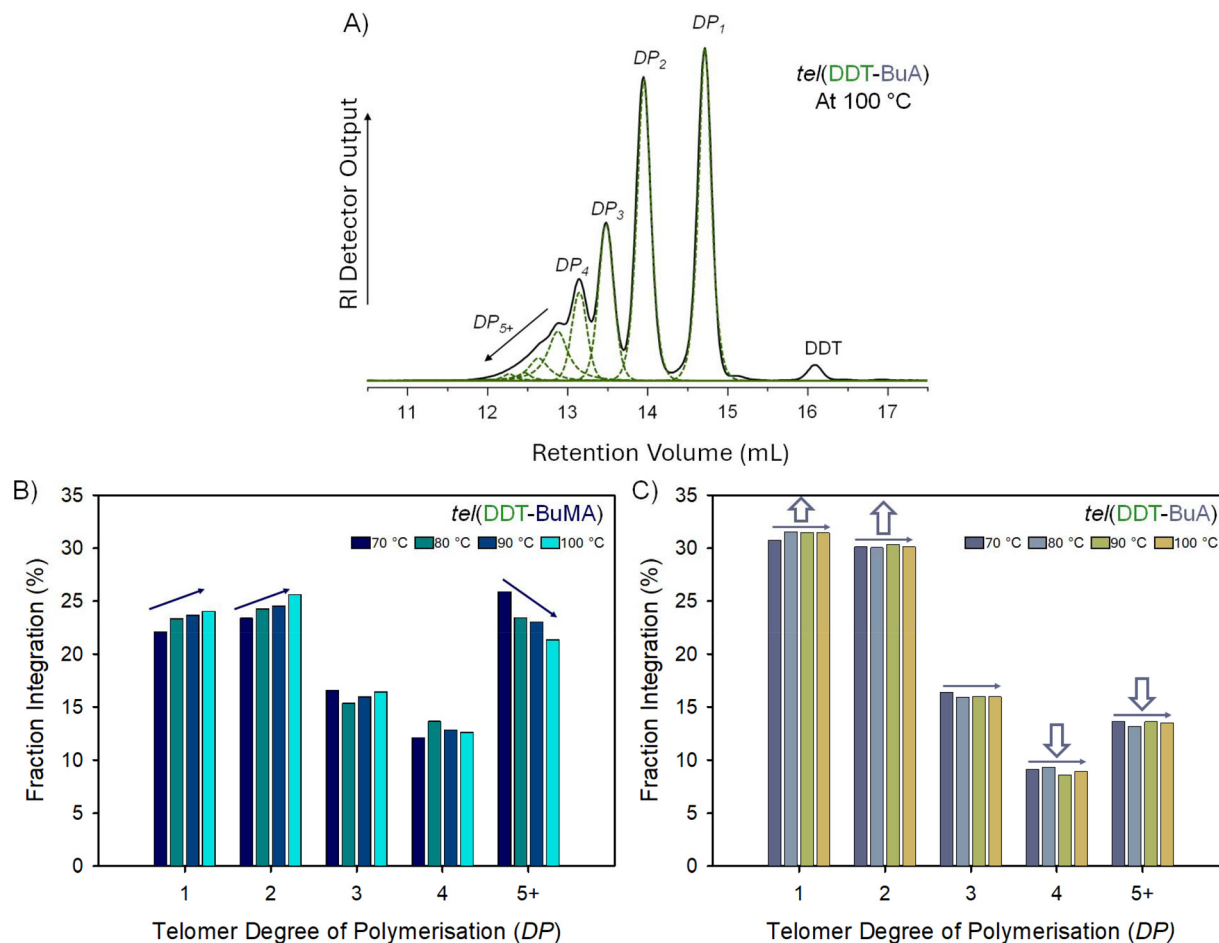 A)
DP1
DP2
tel(DDT-BuA)
At 100 °C
RI Detector Output
DP3
DP4
DP5+
DDT
11 12 13 14 15 16 17
Retention Volume (mL)
B)
tel(DDT-BuMA)
70 °C 80 °C 90 °C 100 °C
Fraction Integration (%)
35
30
25
20
15
10
5
0
1 2 3 4 5+
Telomer Degree of Polymerisation (DP)
C)
tel(DDT-BuA)
70 °C 80 °C 90 °C 100 °C
Fraction Integration (%)
35
30
25
20
15
10
5
0
1 2 3 4 5+
Telomer Degree of Polymerisation (DP)